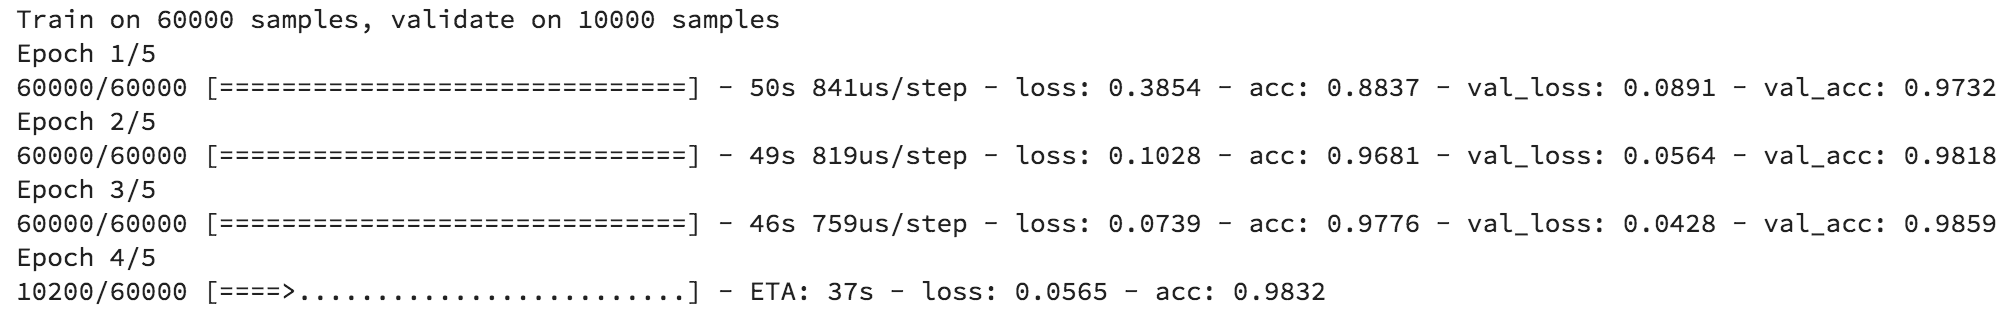 Train on 60000 samples, validate on 10000 samples
Epoch 1/5
60000/60000 [==============================] - 50s 841us/step - loss: 0.3854 - acc: 0.8837 - val_loss: 0.0891 - val_acc: 0.9732
Epoch 2/5
60000/60000 [==============================] - 49s 819us/step - loss: 0.1028 - acc: 0.9681 - val_loss: 0.0564 - val_acc: 0.9818
Epoch 3/5
60000/60000 [==============================] - 46s 759us/step - loss: 0.0739 - acc: 0.9776 - val_loss: 0.0428 - val_acc: 0.9859
Epoch 4/5
10200/60000 [====>.........................] - ETA: 37s - loss: 0.0565 - acc: 0.9832